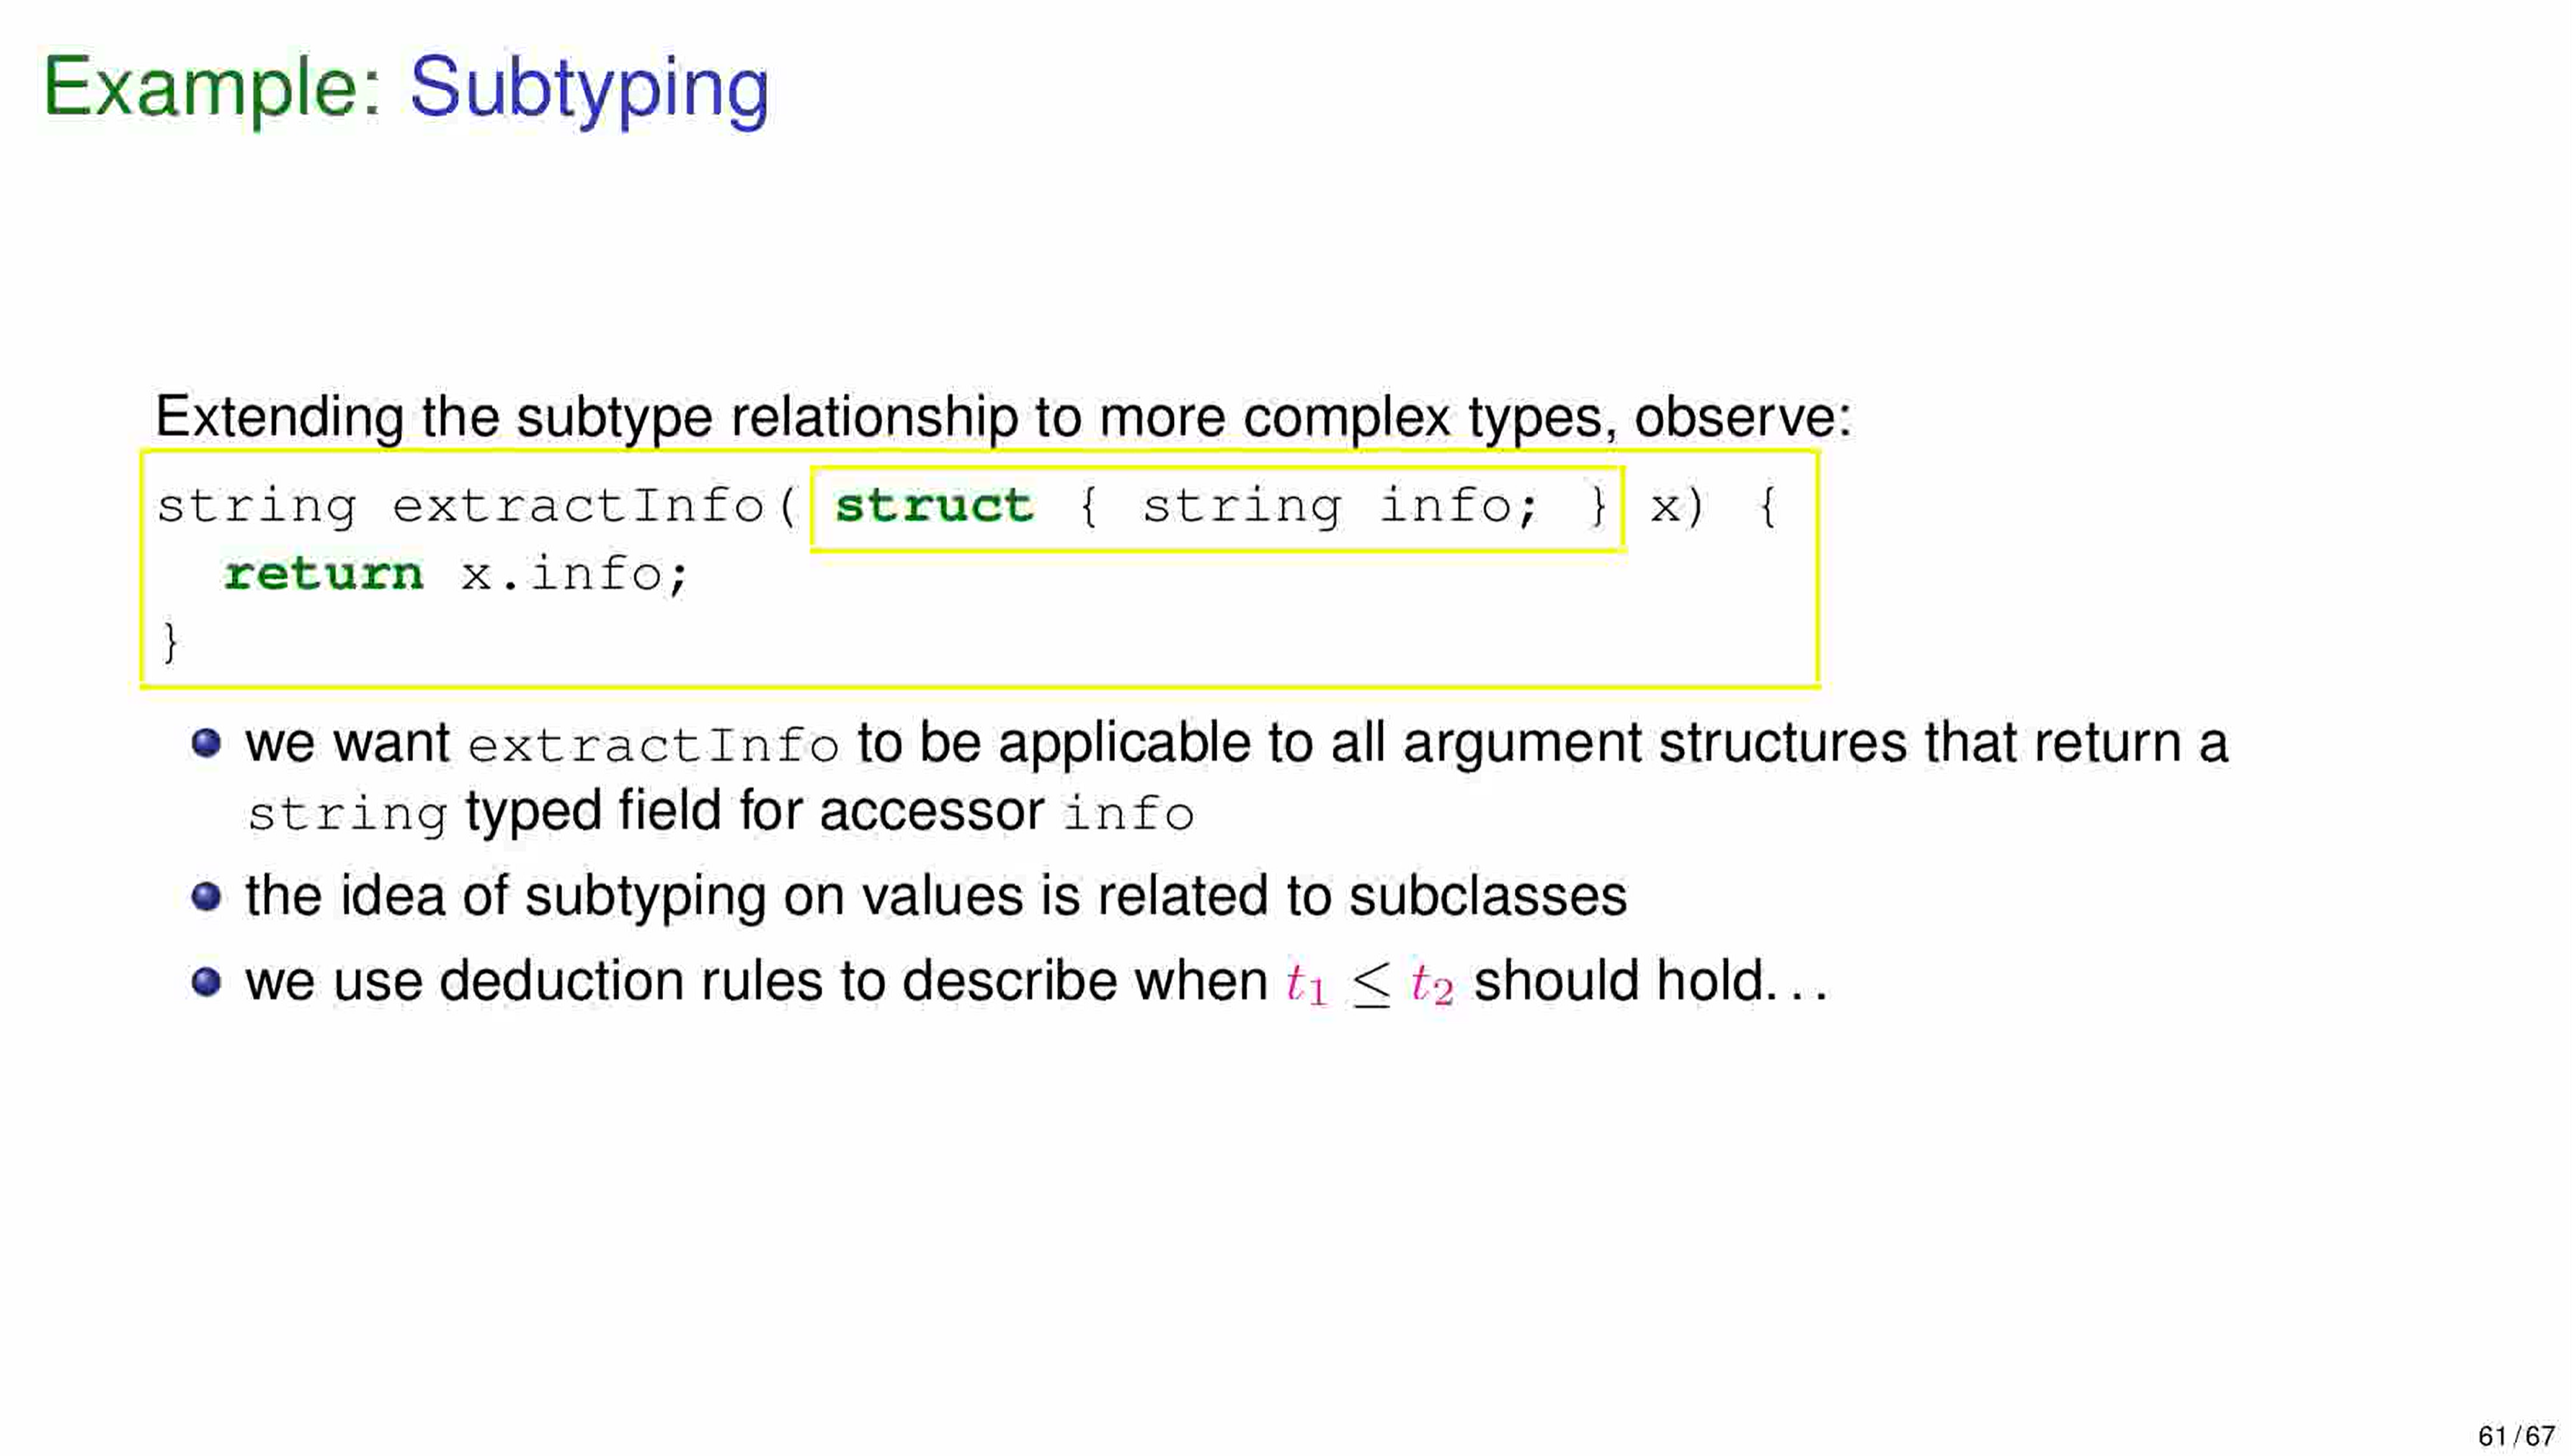 Example: Subtyping
Extending the subtype relationship to more complex types, observe:
string extractInfo( struct { string info; } x) {
return x.info;
}
we want extractInfo to be applicable to all argument structures that return a
string typed field for accessor info
the idea of subtyping on values is related to subclasses
we use deduction rules to describe when t₁ ≤ t₂ should hold...
61/67